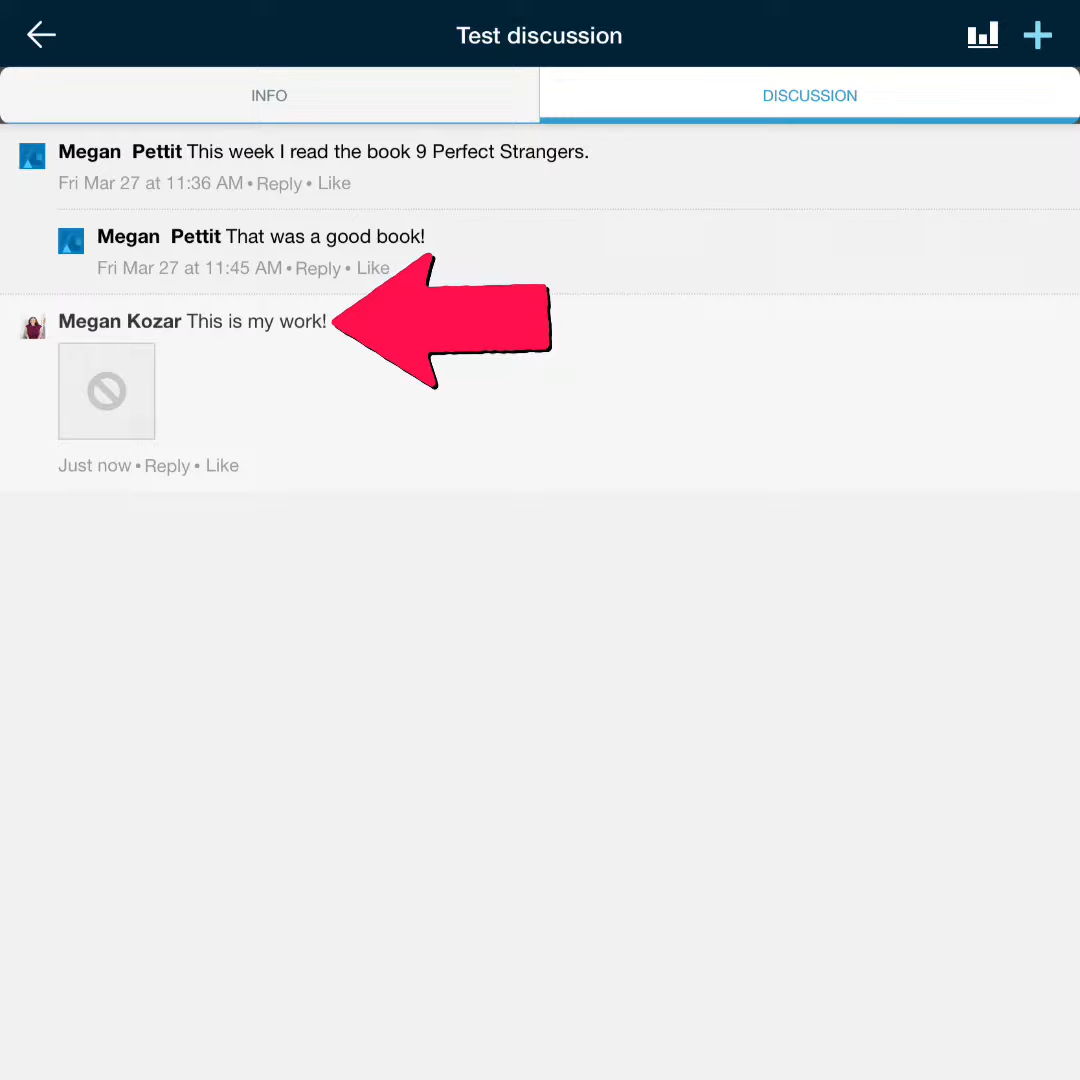 Test discussion
INFO
DISCUSSION
Megan Pettit This week I read the book 9 Perfect Strangers.
Fri Mar 27 at 11:36 AM • Reply • Like
Megan Pettit That was a good book!
Fri Mar 27 at 11:45 AM • Reply • Like
Megan Kozar This is my work!
Just now • Reply • Like